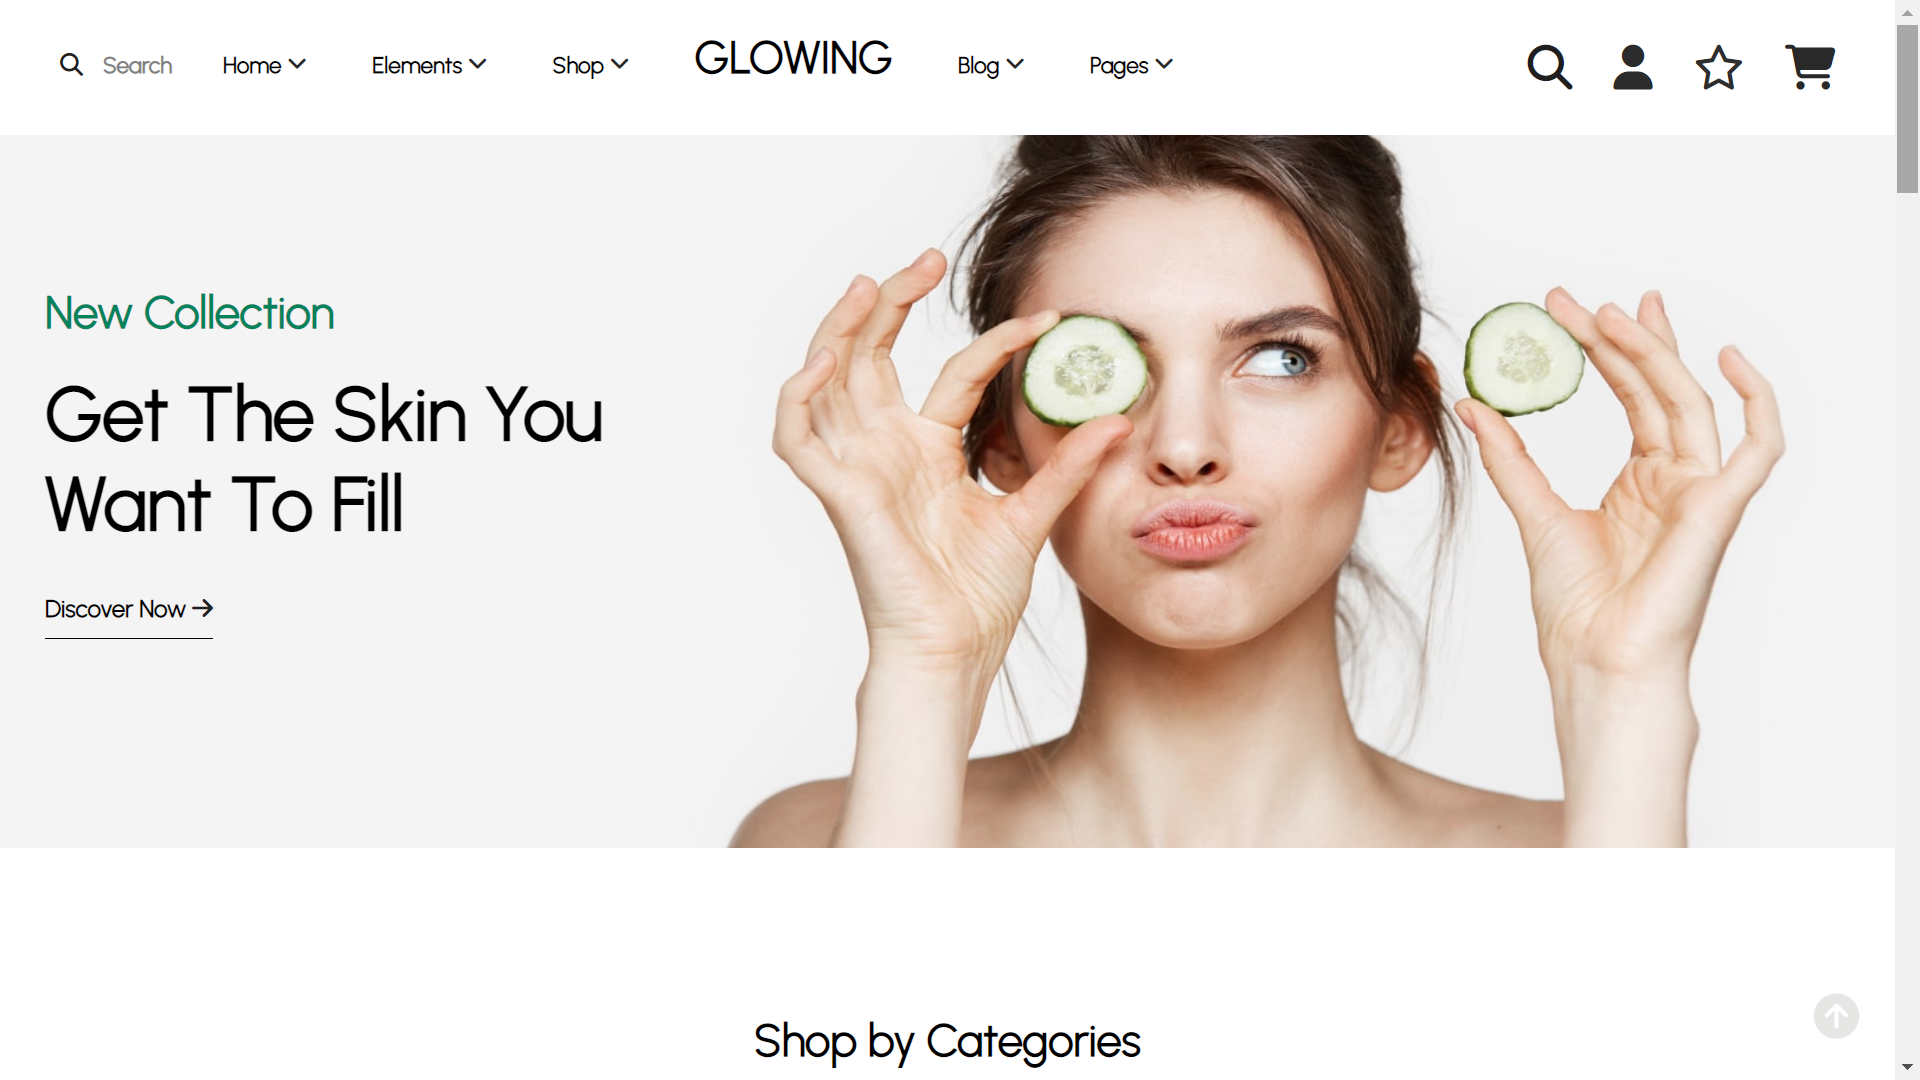 Search
Home
Elements
Shop
GLOWING
Blog
Pages
New Collection
Get The Skin You
Want To Fill
Discover Now
Shop by Categories